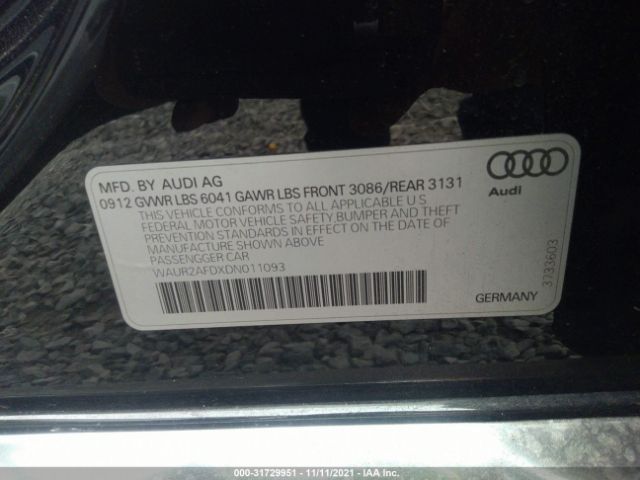 MFD. BY AUDI AG
0912 GVWR LBS 6041 GAWR LBS FRONT 3086/REAR 3131
THIS VEHICLE CONFORMS TO ALL APPLICABLE U S
FEDERAL MOTOR VEHICLE SAFETY BUMPER AND THEFT
PREVENTION STANDARDS IN EFFECT ON THE DATE OF
MANUFACTURE SHOWN ABOVE
PASSENGER CAR
WAUR2AFDXDN011093
Audi
3733603
GERMANY
000-31729951 - 11/11/2021 - IAAI.COM